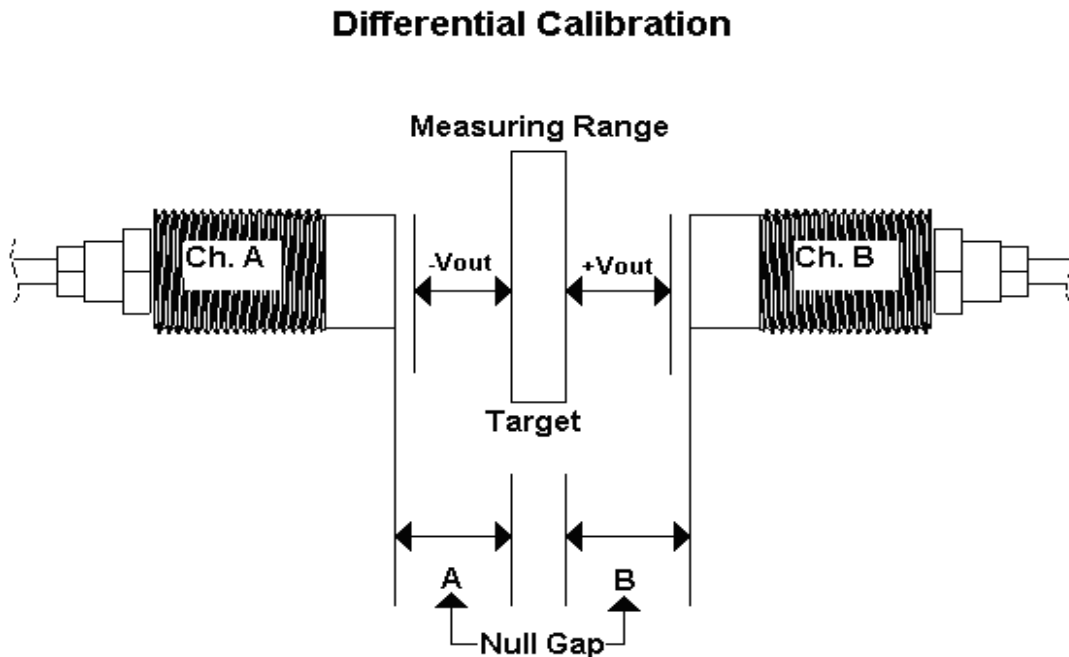 Differential Calibration
Measuring Range
Ch. A
-Vout
+Vout
Ch. B
Target
A
B
Null Gap